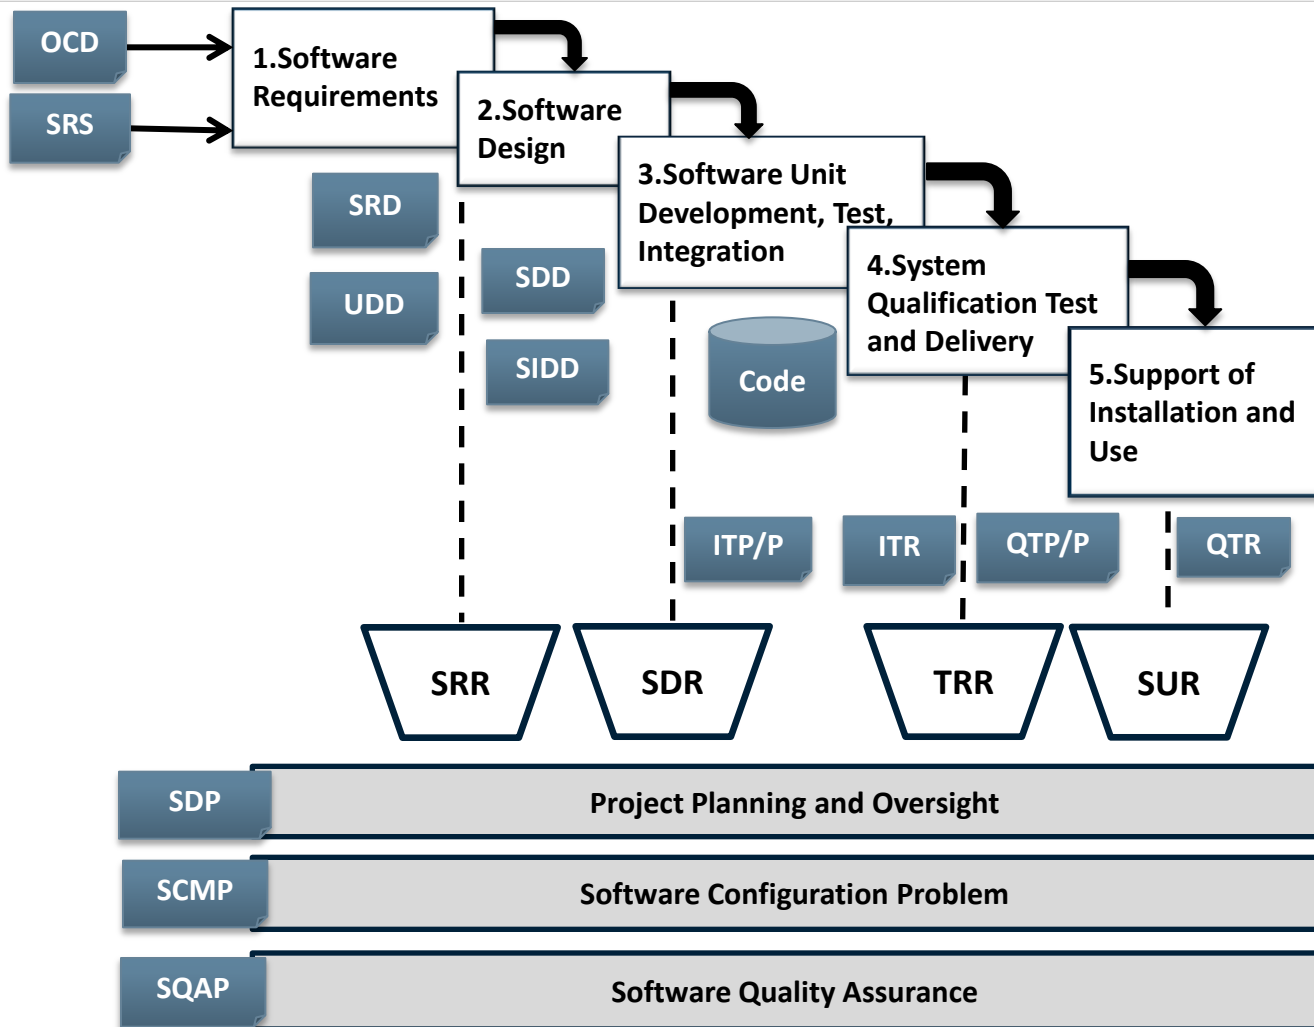 OCD
SRS
1.Software
Requirements
2.Software
Design
3.Software Unit
Development, Test,
Integration
4.System
Qualification Test
and Delivery
5.Support of
Installation and
Use
SRD
UDD
SDD
SIDD
Code
ITP/P
ITR
QTP/P
QTR
SRR
SDR
TRR
SUR
SDP
Project Planning and Oversight
SCMP
Software Configuration Problem
SQAP
Software Quality Assurance